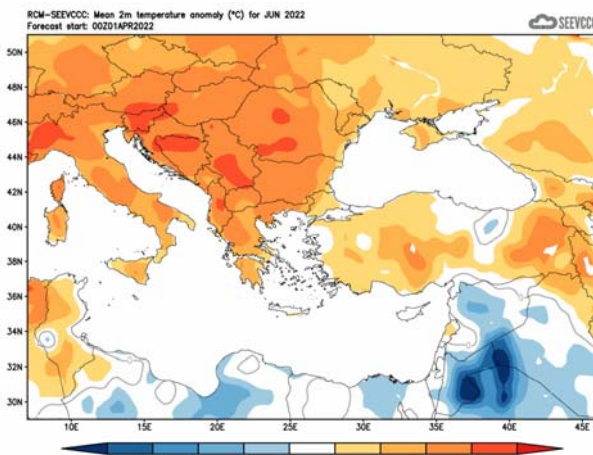 RCM-SEEVCCC: Mean 2m temperature anomaly (°C) for JUN 2022
Forecast start: 00Z01APR2022
SEEVCCC
50N
48N
46N
44N
42N
40N
38N
36N
34N
32N
30N
10E 15E 20E 25E 30E 35E 40E 45E